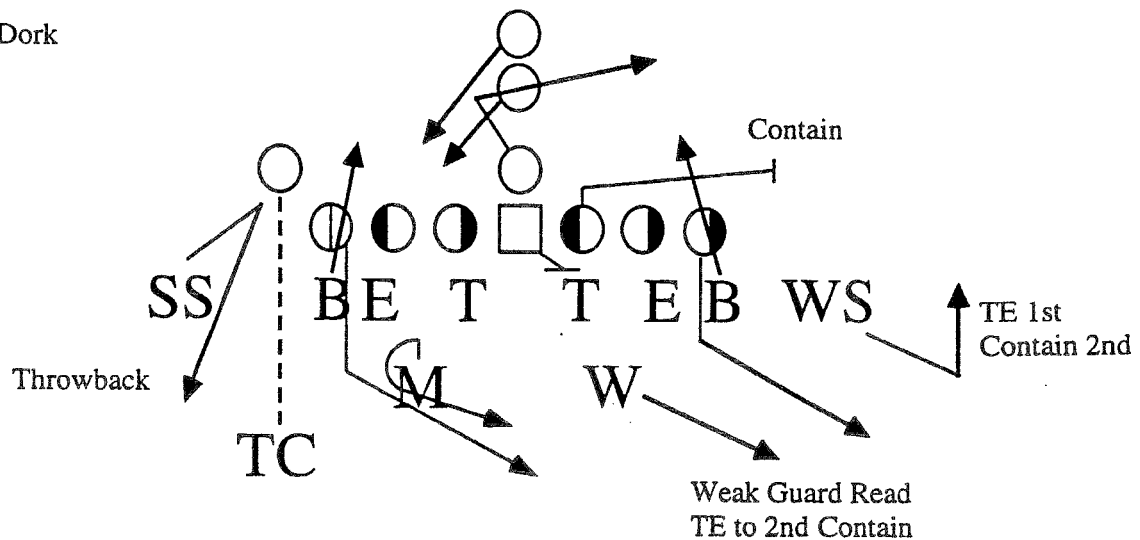 Dork
Contain
SS B E T T E B WS
TE 1st
Contain 2nd
Throwback
M W
TC
Weak Guard Read
TE to 2nd Contain